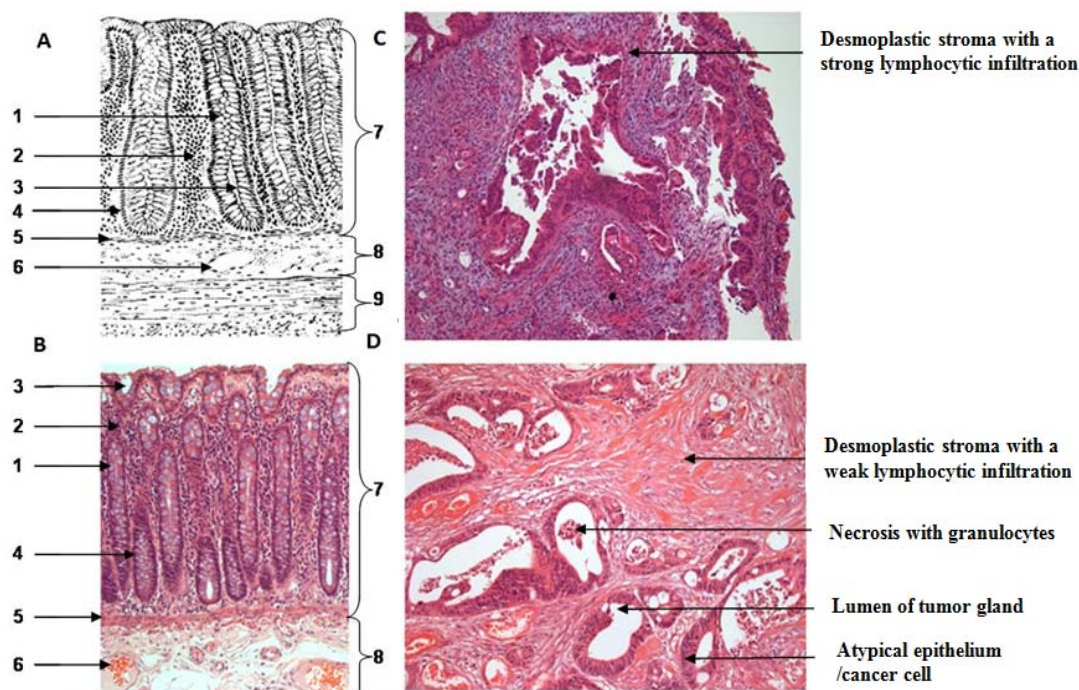 A
1
2
3
4
5
6
7
8
9
B
3
2
1
4
5
6
7
8
C
Desmoplastic stroma with a
strong lymphocytic infiltration
D
Desmoplastic stroma with a
weak lymphocytic infiltration
Necrosis with granulocytes
Lumen of tumor gland
Atypical epithelium
/cancer cell